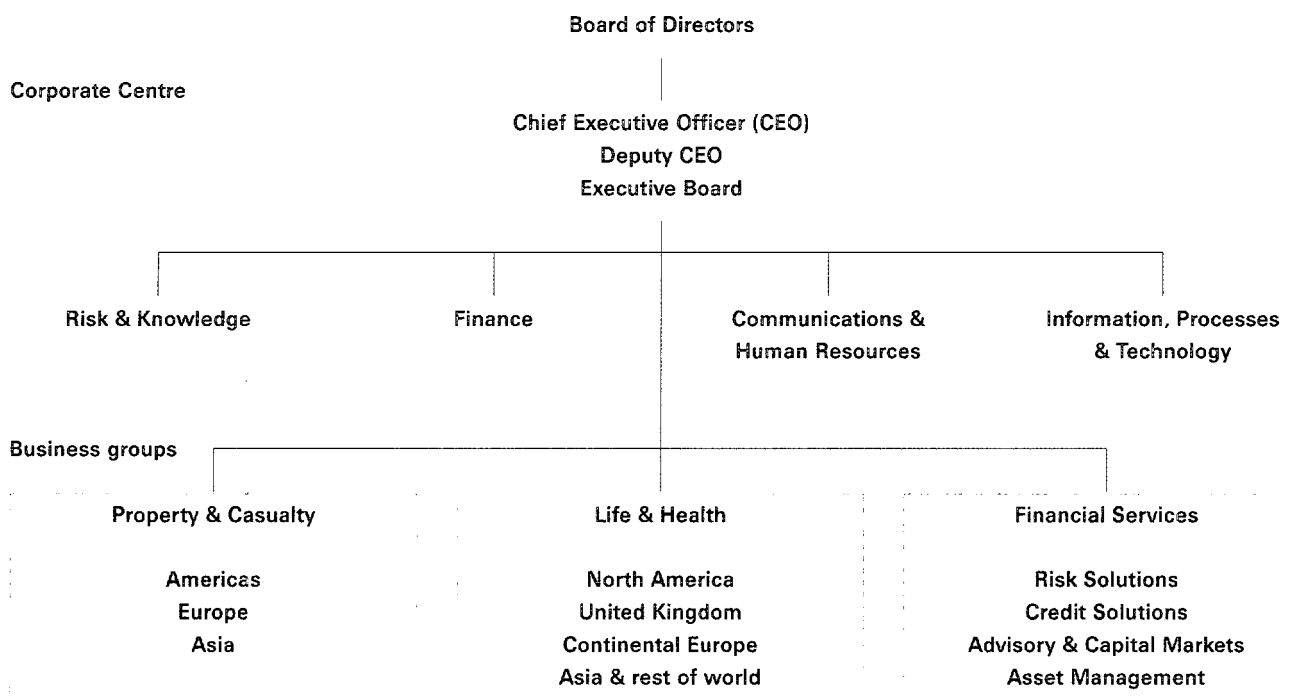 Board of Directors
Corporate Centre
Chief Executive Officer (CEO)
Deputy CEO
Executive Board
Risk & Knowledge
Finance
Communications &
Human Resources
Information, Processes
& Technology
Business groups
Property & Casualty
Americas
Europe
Asia
Life & Health
North America
United Kingdom
Continental Europe
Asia & rest of world
Financial Services
Risk Solutions
Credit Solutions
Advisory & Capital Markets
Asset Management